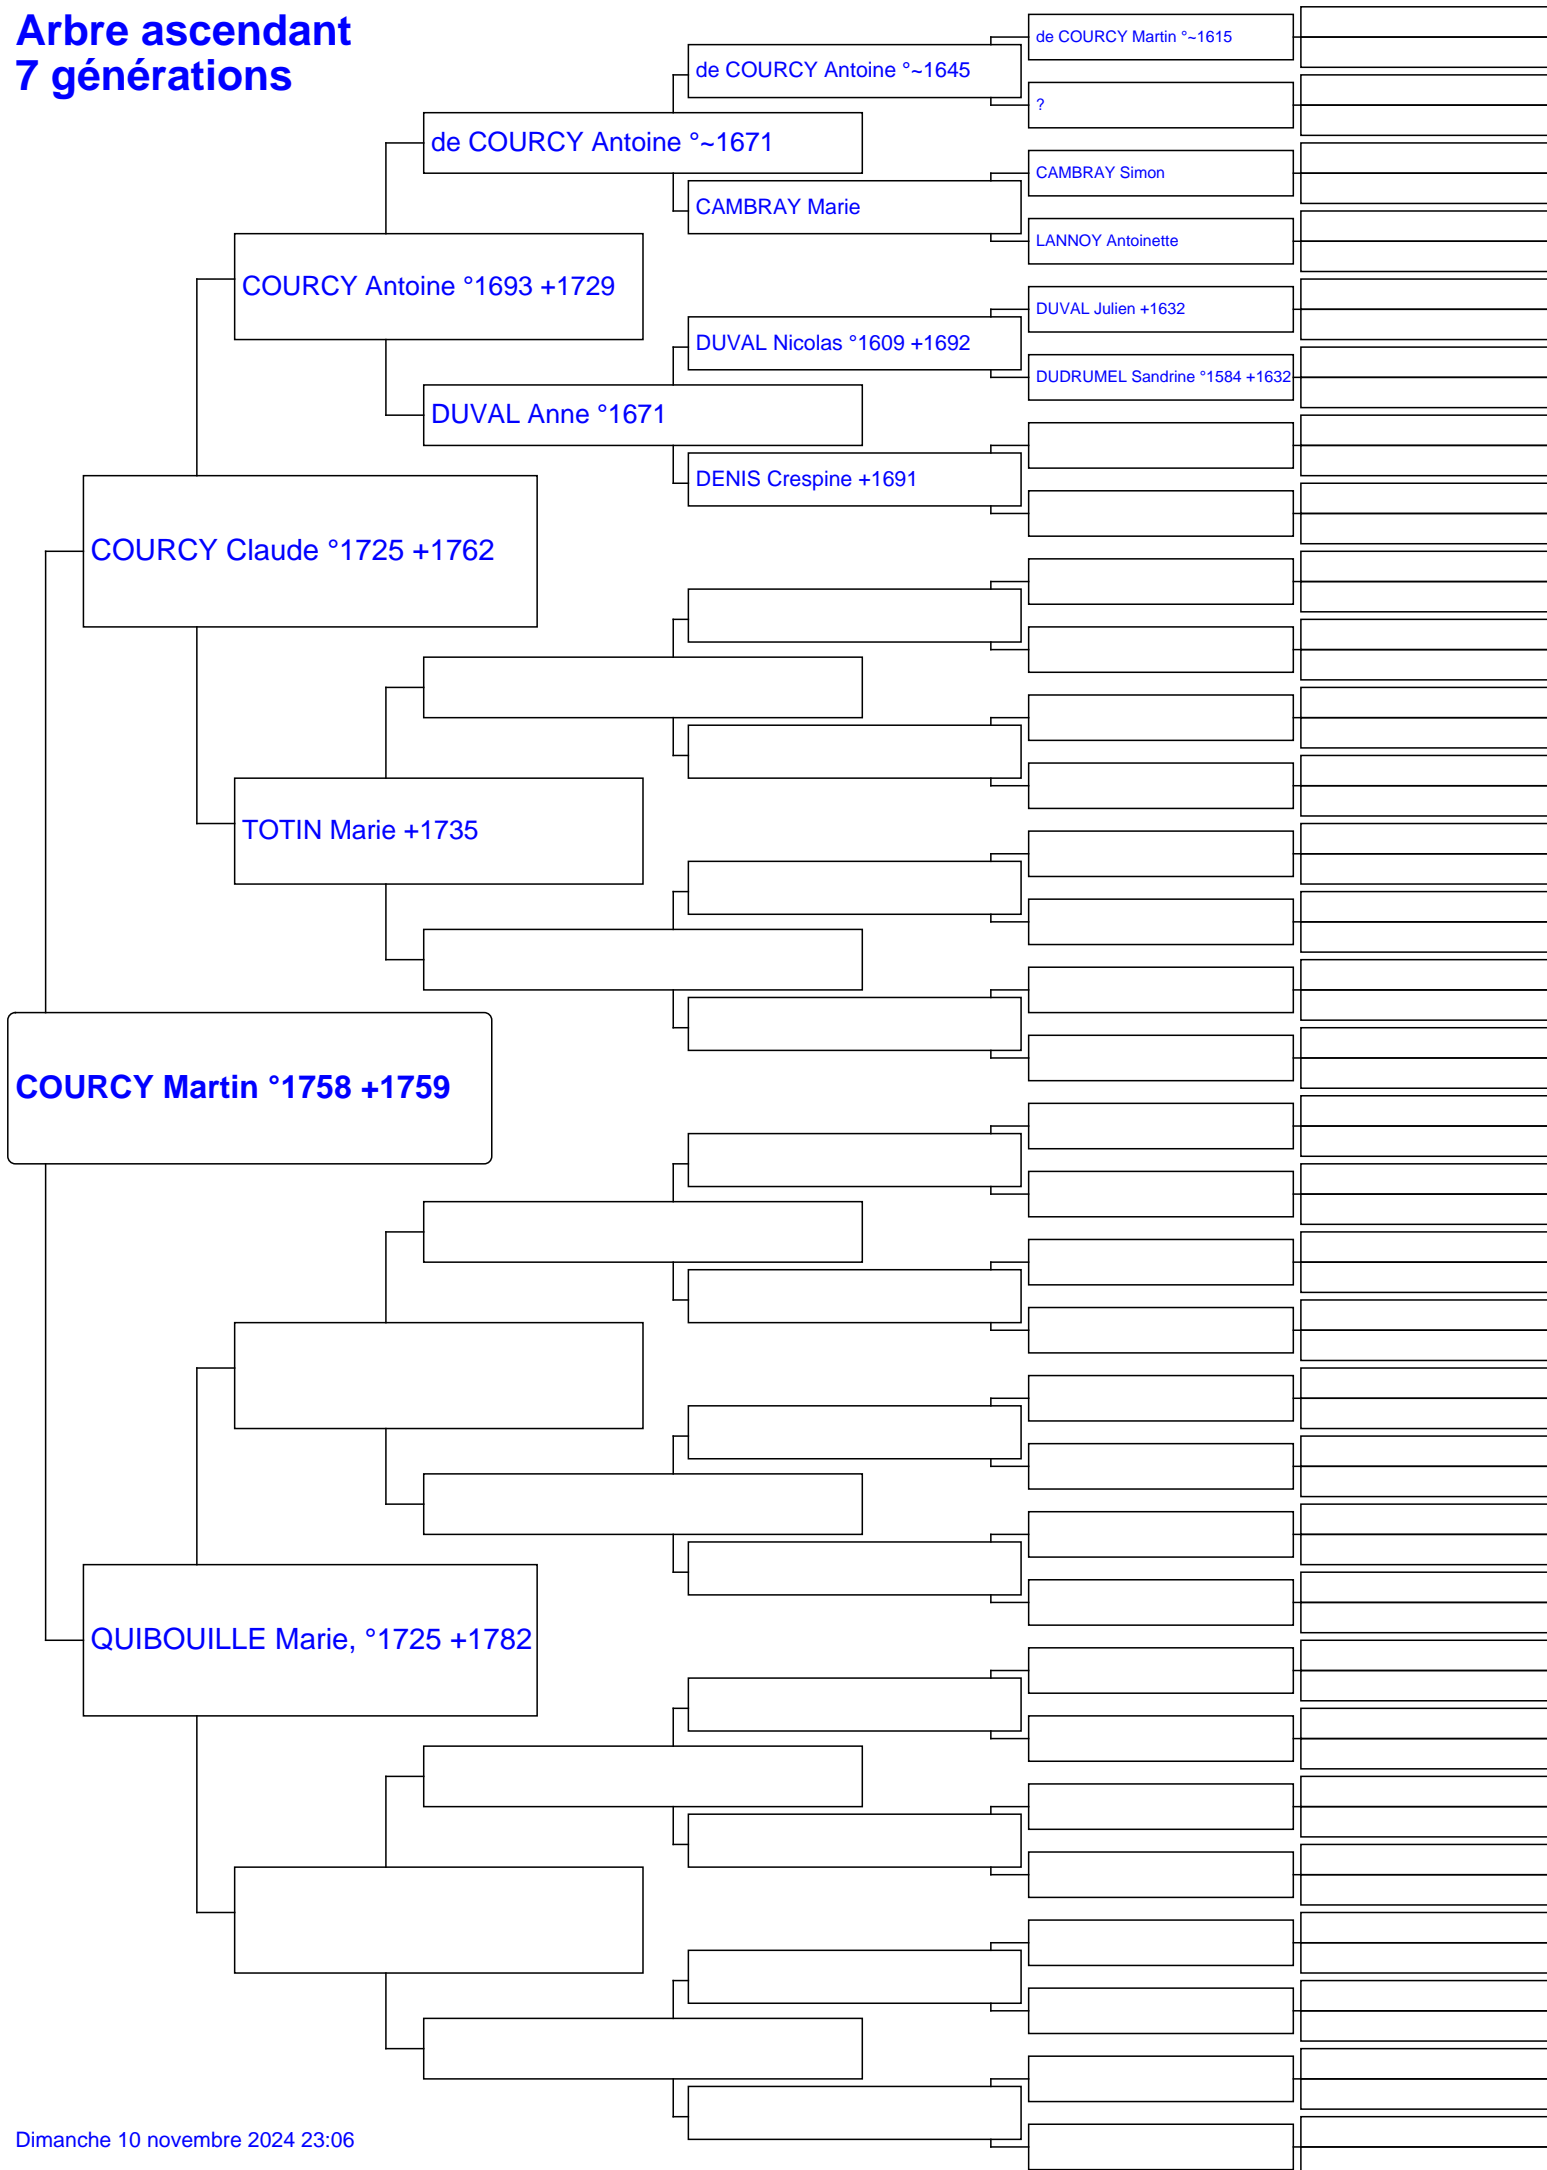 Arbre ascendant
7 générations
de COURCY Martin °~1615
de COURCY Antoine °~1645
?
de COURCY Antoine °~1671
CAMBRAY Simon
CAMBRAY Marie
LANNOY Antoinette
COURCY Antoine °1693 +1729
DUVAL Julien +1632
DUVAL Nicolas °1609 +1692
DUDRUMEL Sandrine °1584 +1632
DUVAL Anne °1671
DENIS Crespine +1691
COURCY Claude °1725 +1762
TOTIN Marie +1735
COURCY Martin °1758 +1759
QUIBOUILLE Marie, °1725 +1782
Dimanche 10 novembre 2024 23:06